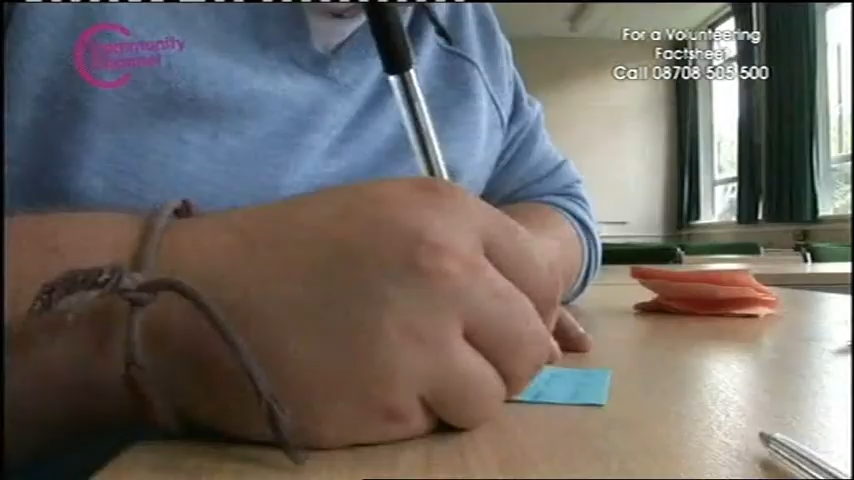 Community
Channel
For a Volunteering
Factsheet
Call 08708 505 500